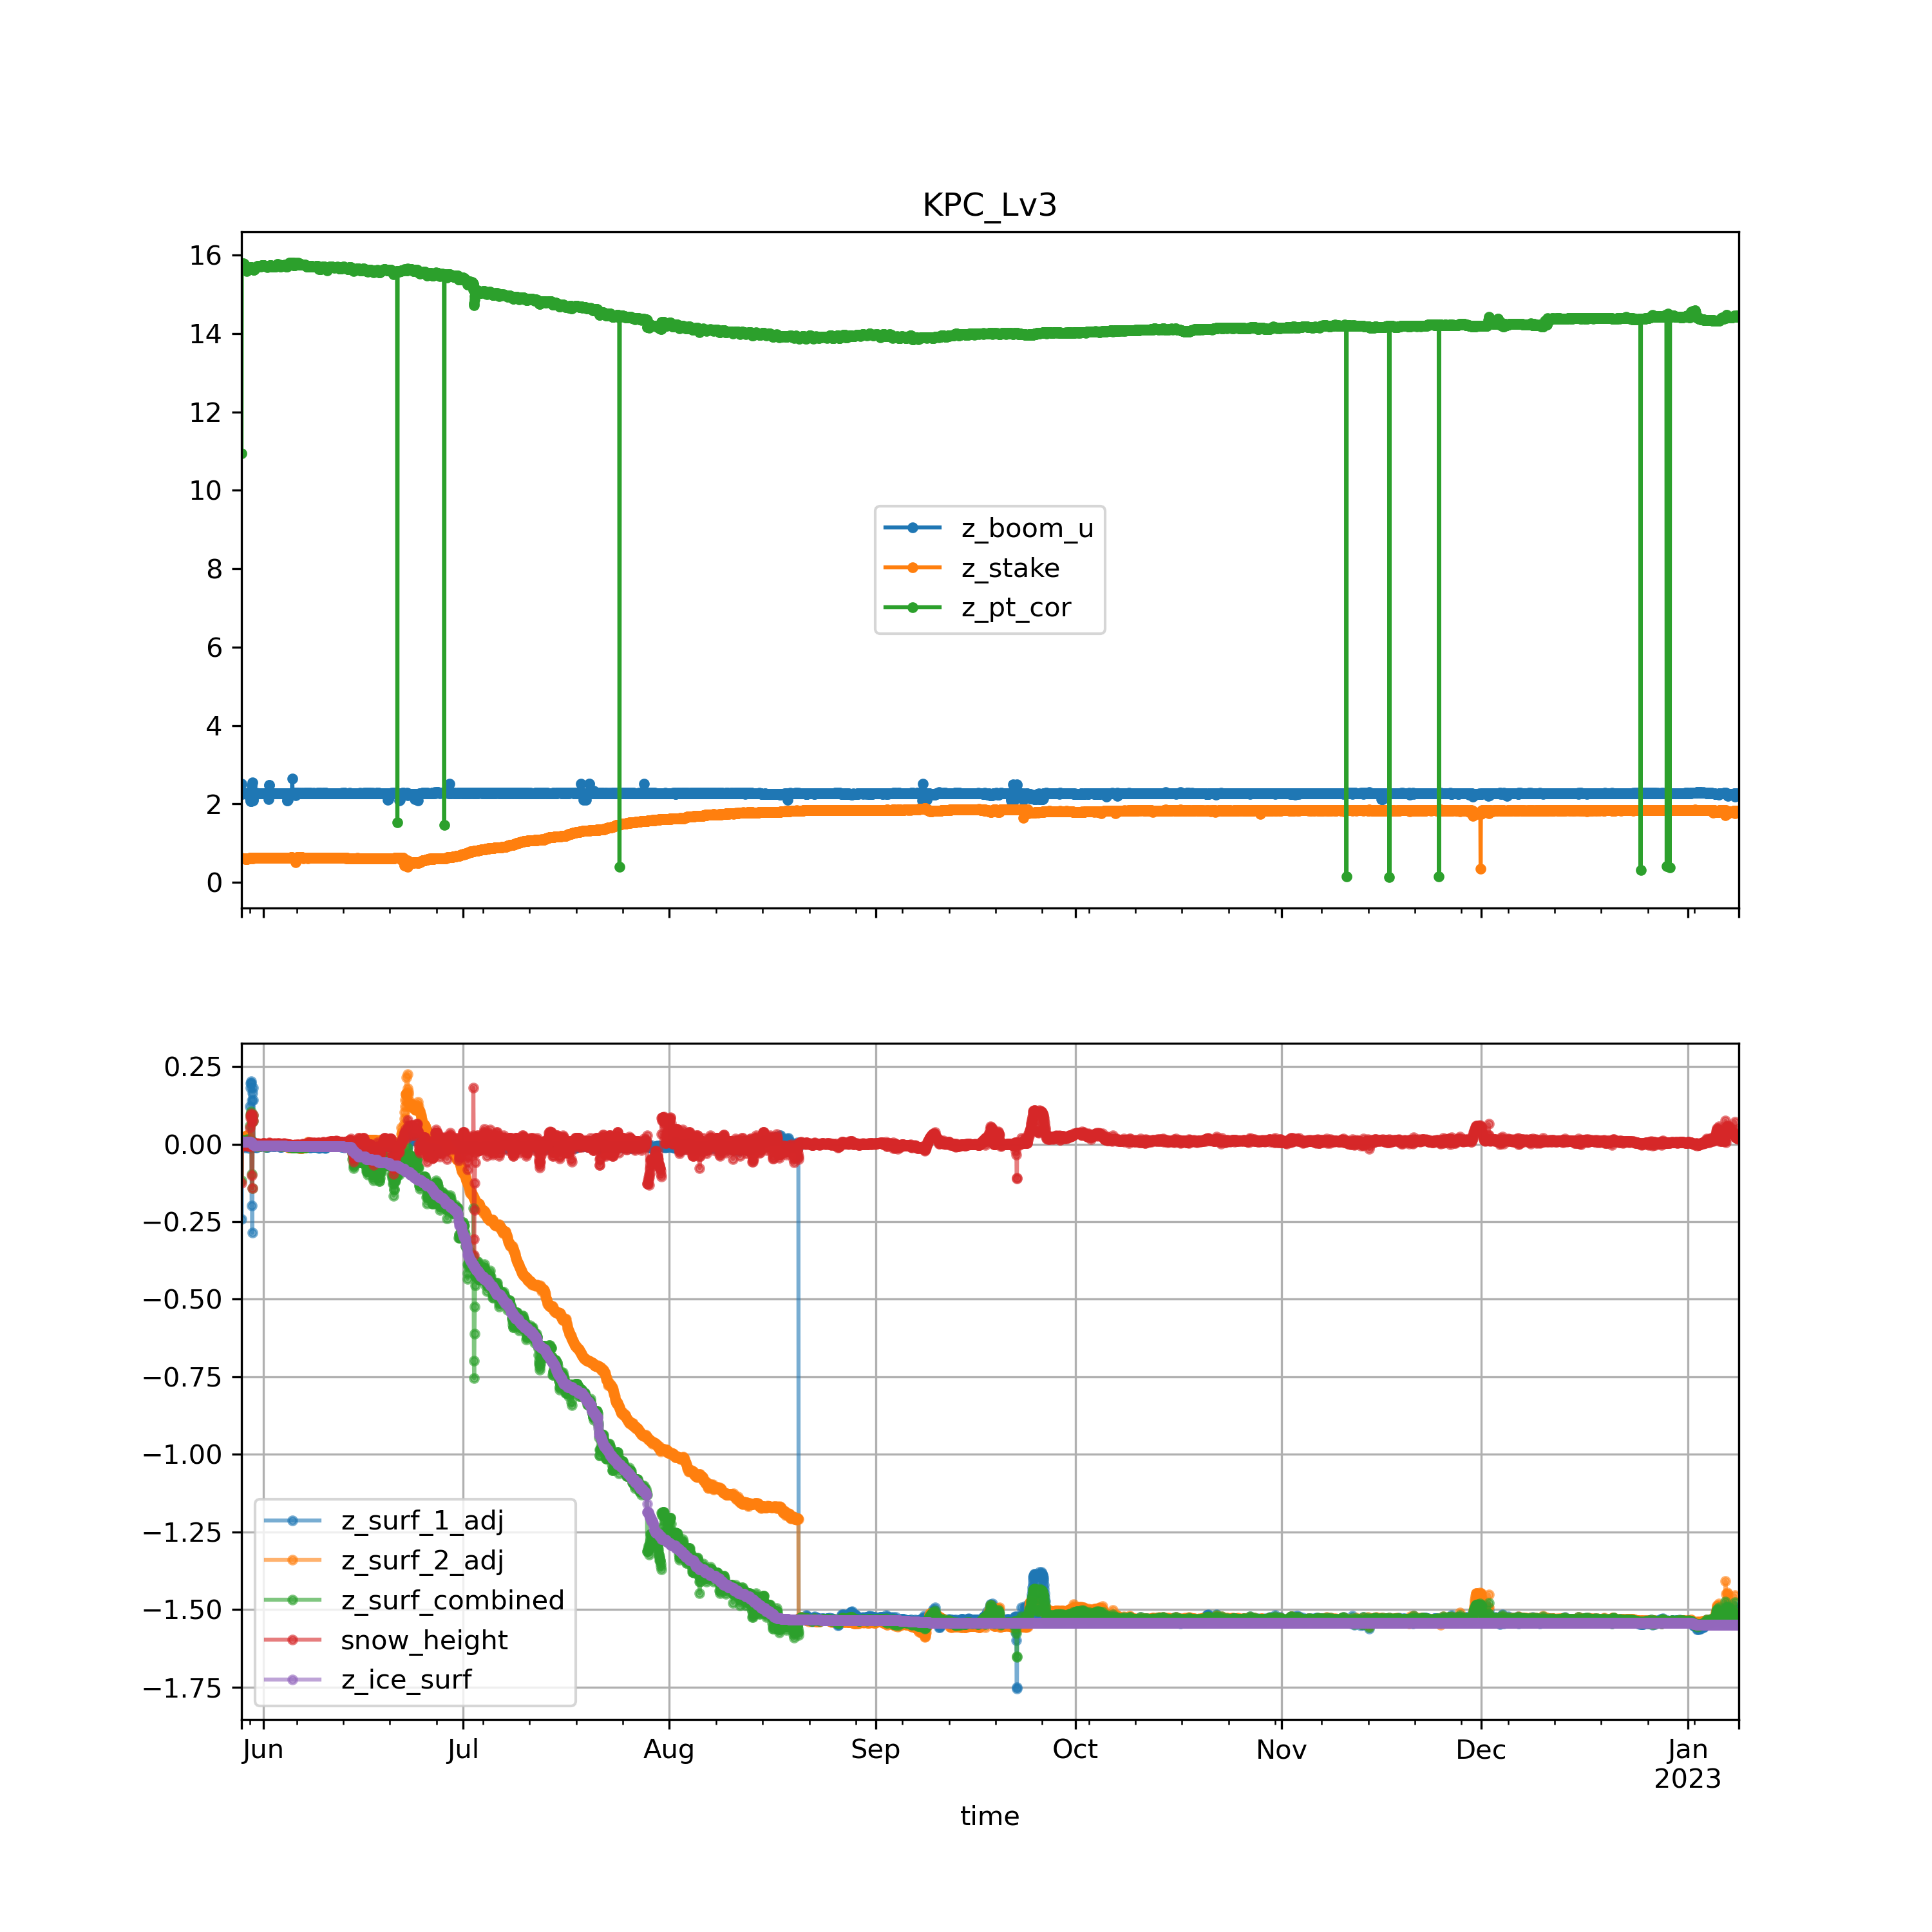 KPC_Lv3
16
14
12
10
8
6
4
2
0
z_boom_u
z_stake
z_pt_cor
0.25
0.00
−0.25
−0.50
−0.75
−1.00
−1.25
−1.50
−1.75
z_surf_1_adj
z_surf_2_adj
z_surf_combined
snow_height
z_ice_surf
Jun Jul Aug Sep Oct Nov Dec Jan
2023
time